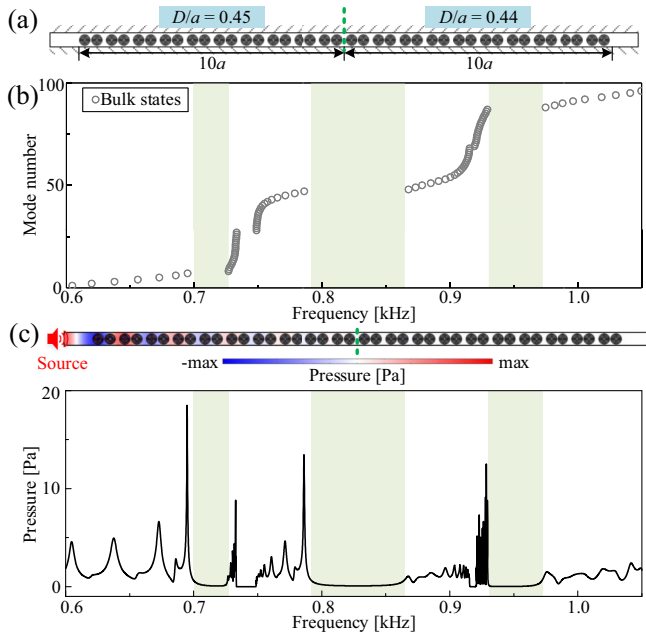 (a)
D/a = 0.45
D/a = 0.44
10a
10a
(b)
Bulk states
Mode number
100
50
0
0.6
0.7
0.8
0.9
1.0
Frequency [kHz]
(c)
Source
-max
max
Pressure [Pa]
Pressure [Pa]
20
10
0
0.6
0.7
0.8
0.9
1.0
Frequency [kHz]